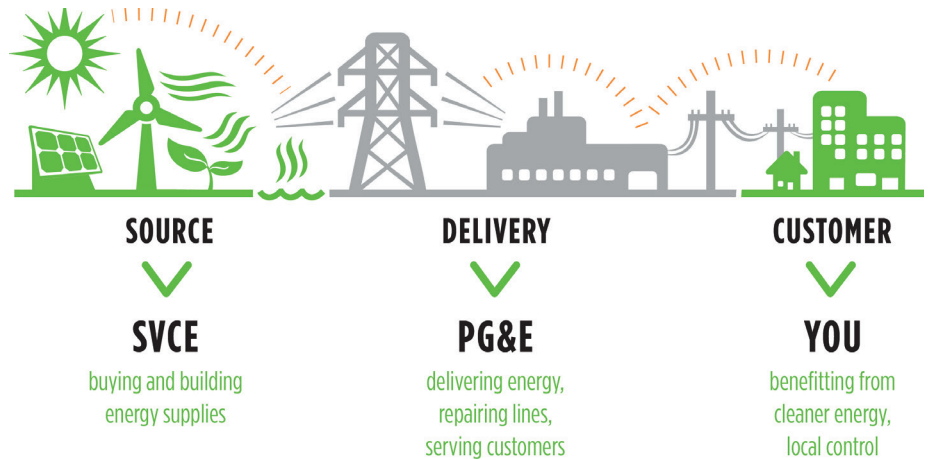 SOURCE
DELIVERY
CUSTOMER
SVCE
buying and building
energy supplies
PG&E
delivering energy,
repairing lines,
serving customers
YOU
benefitting from
cleaner energy,
local control